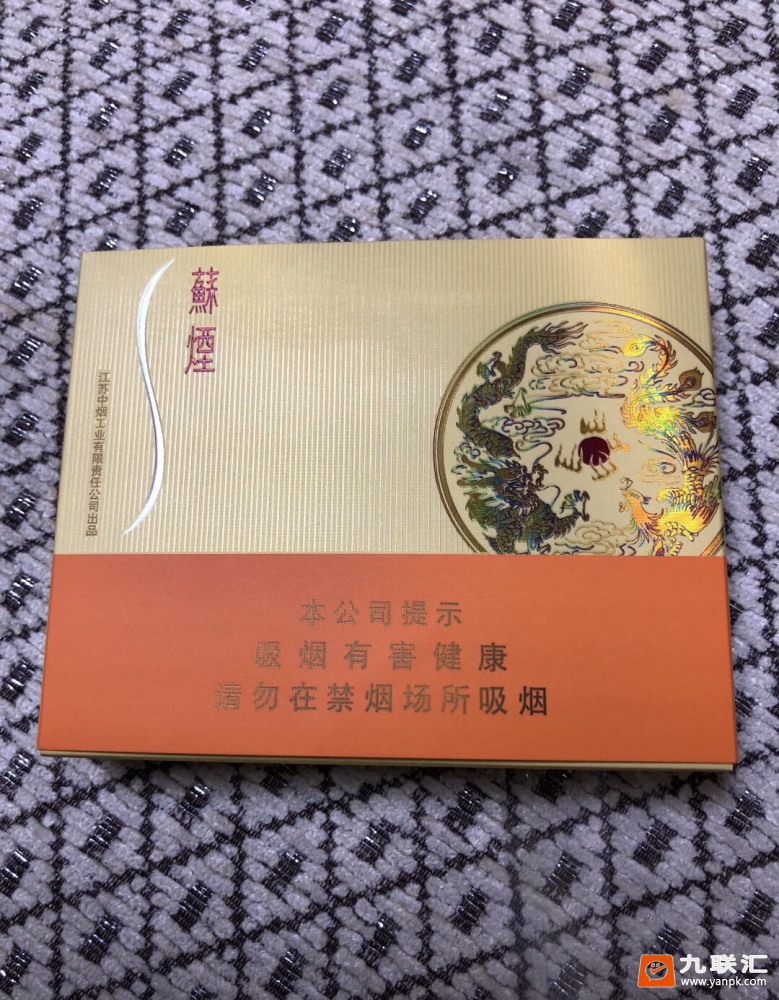 蘇煙
江苏中烟工业有限责任公司出品
本公司提示
吸烟有害健康
请勿在禁烟场所吸烟
九联汇
www.yanpk.com